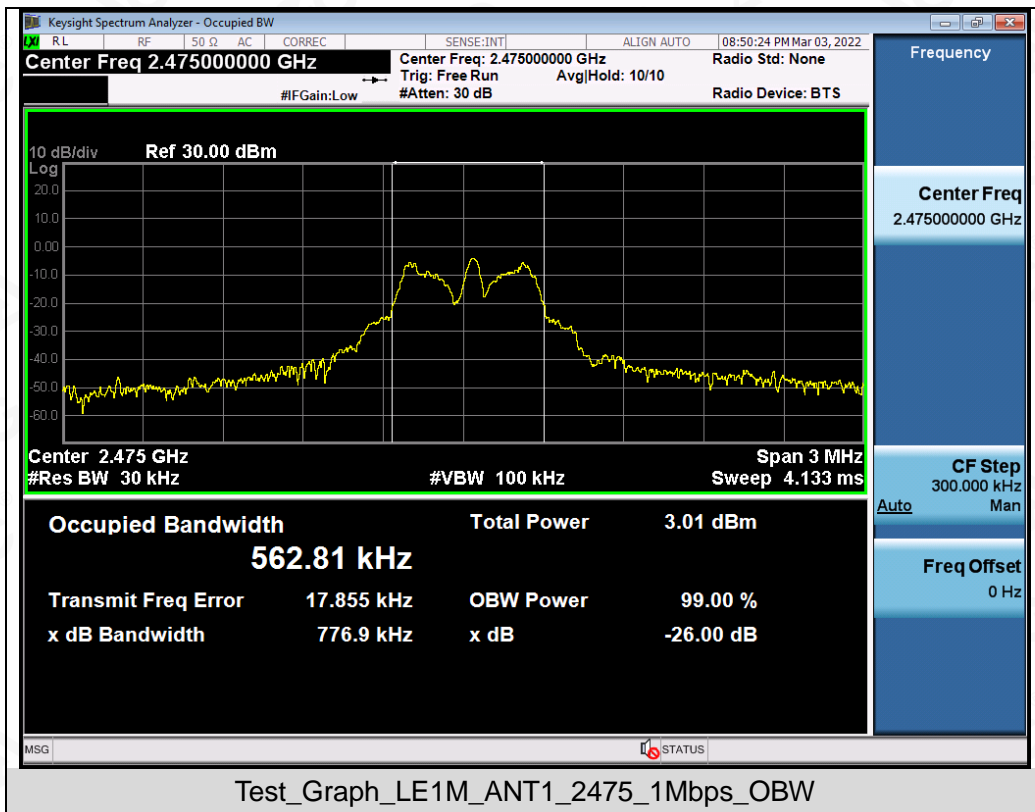 Keysight Spectrum Analyzer - Occupied BW
LXI RL RF 50 Ω AC CORREC SENSE:INT ALIGN AUTO 08:50:24 PM Mar 03, 2022
Center Freq 2.475000000 GHz
Center Freq: 2.475000000 GHz
Radio Std: None
Trig: Free Run Avg|Hold: 10/10
#IFGain:Low #Atten: 30 dB Radio Device: BTS
Frequency
10 dB/div Ref 30.00 dBm
Log
20.0
10.0
0.00
-10.0
-20.0
-30.0
-40.0
-50.0
-60.0
Center 2.475 GHz Span 3 MHz
#Res BW 30 kHz #VBW 100 kHz Sweep 4.133 ms
Center Freq
2.475000000 GHz
CF Step
300.000 kHz
Auto Man
Freq Offset
0 Hz
Occupied Bandwidth Total Power 3.01 dBm
562.81 kHz
Transmit Freq Error 17.855 kHz OBW Power 99.00 %
x dB Bandwidth 776.9 kHz x dB -26.00 dB
MSG STATUS
Test_Graph_LE1M_ANT1_2475_1Mbps_OBW